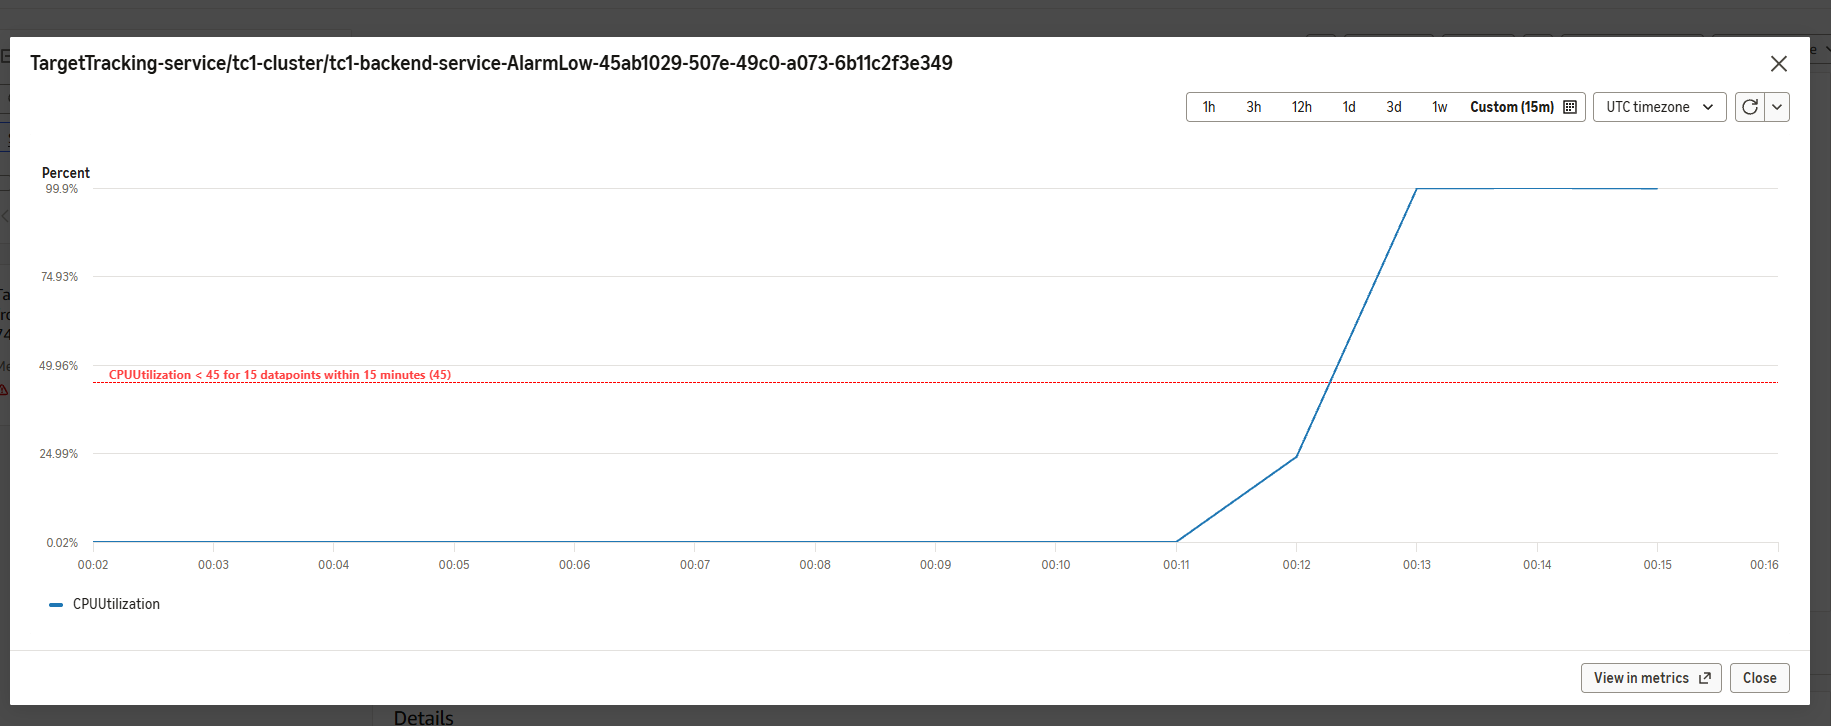 TargetTracking-service/tc1-cluster/tc1-backend-service-AlarmLow-45ab1029-507e-49c0-a073-6b11c2f3e349
1h 3h 12h 1d 3d 1w Custom (15m) UTC timezone
Percent
99.9%
74.93%
49.96%
CPUUtilization < 45 for 15 datapoints within 15 minutes (45)
24.99%
0.02%
00:02 00:03 00:04 00:05 00:06 00:07 00:08 00:09 00:10 00:11 00:12 00:13 00:14 00:15 00:16
CPUUtilization
View in metrics Close
Details